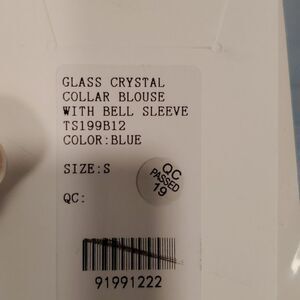 GLASS CRYSTAL
COLLAR BLOUSE
WITH BELL SLEEVE
TS199B12
COLOR:BLUE
SIZE:S
QC
PASSED
19
QC:
91991222